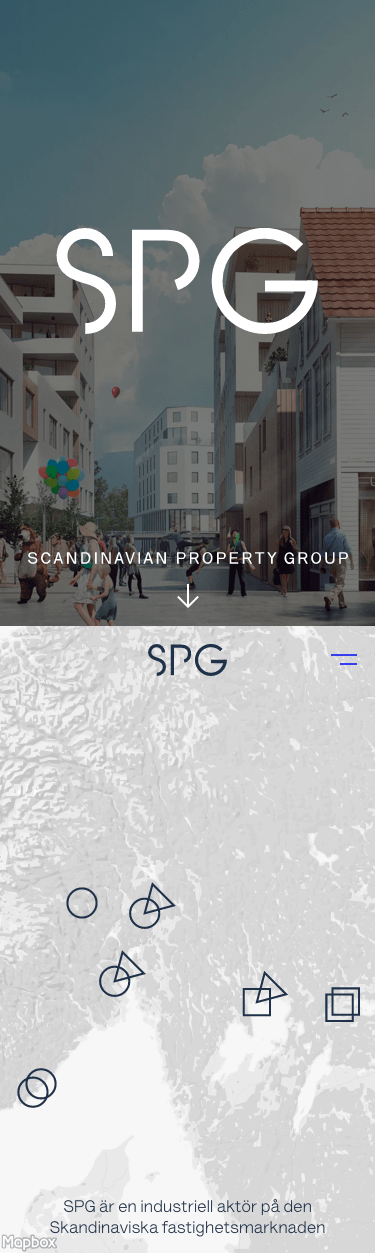 SPG
SCANDINAVIAN PROPERTY GROUP
SPG
SPG är en industriell aktör på den
Skandinaviska fastighetsmarknaden
Mapbox